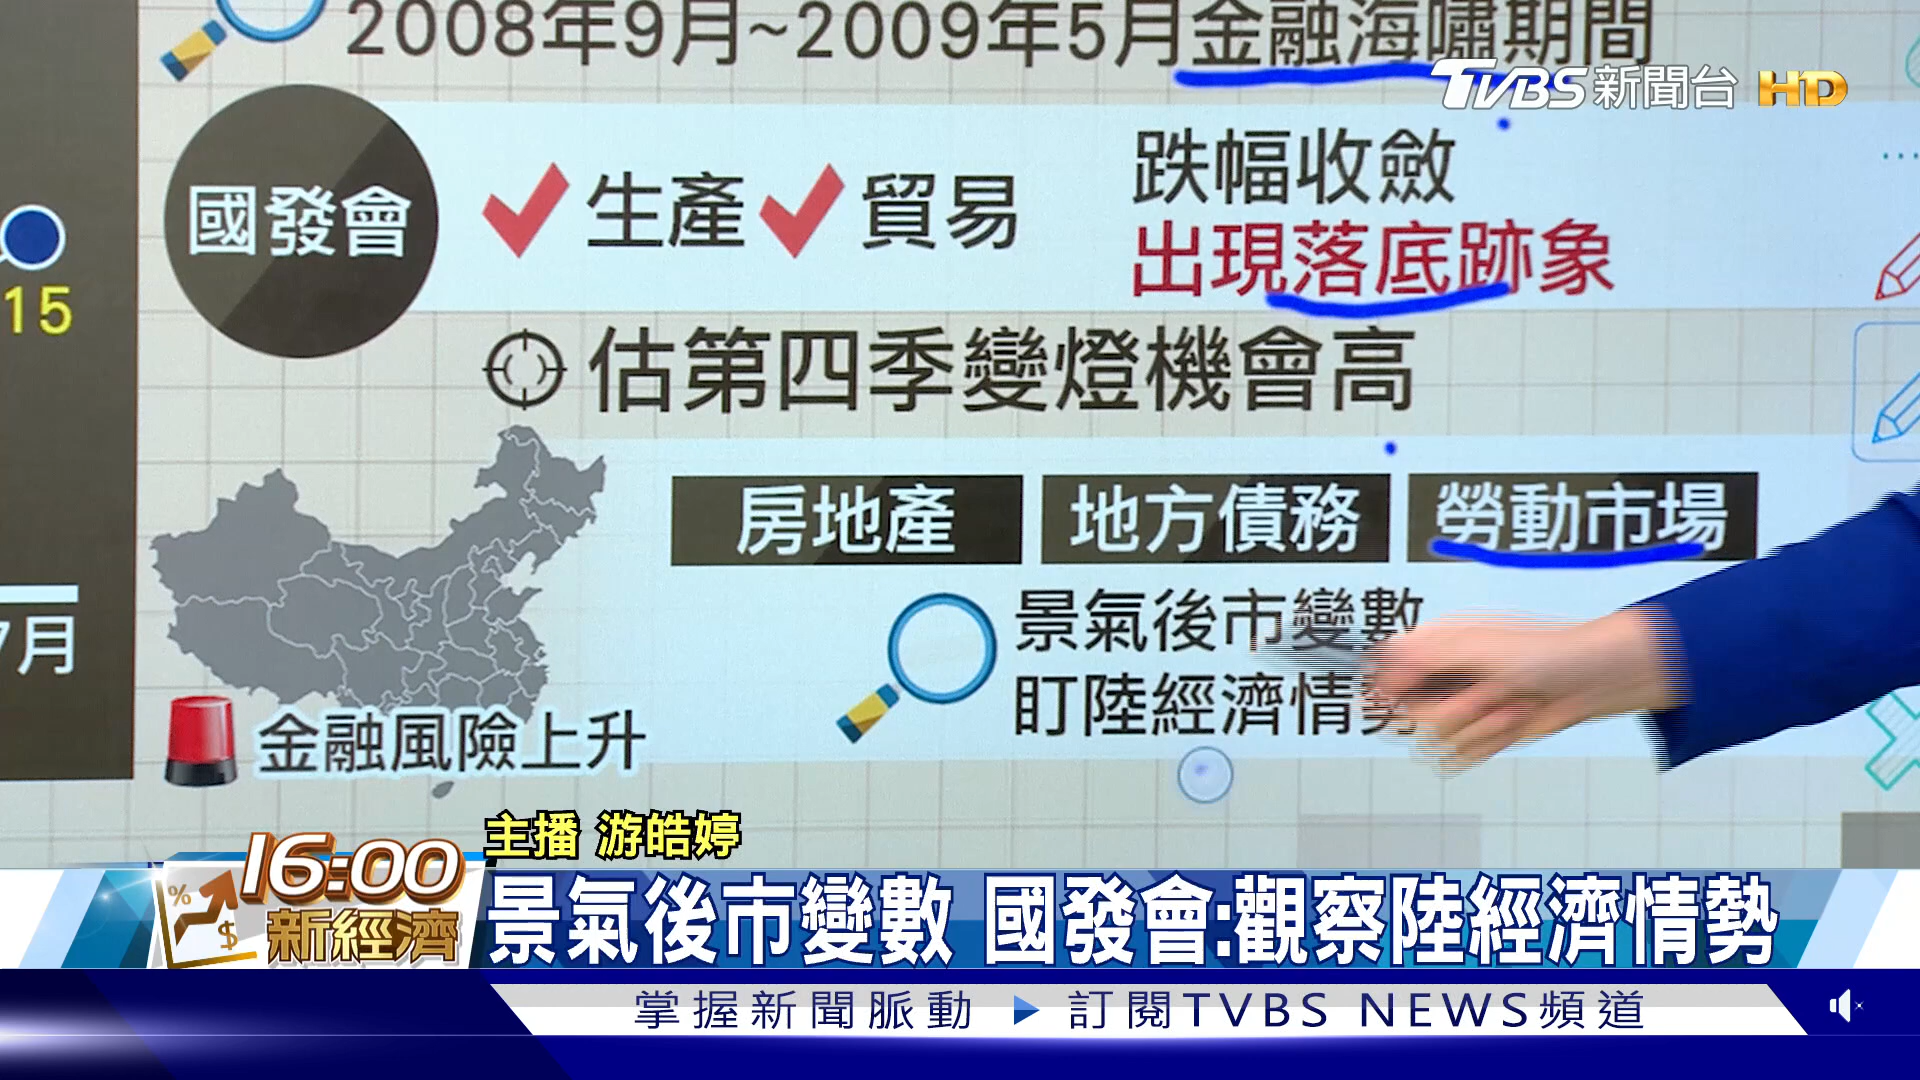 2008年9月~2009年5月金融海嘯期間
TVBS新聞台 HD
國發會
生產
貿易
跌幅收斂
出現落底跡象
15
估第四季變燈機會高
房地產
地方債務
勞動市場
7月
景氣後市變數
盯陸經濟情勢
金融風險上升
主播 游皓婷
16:00
新經濟
% $
景氣後市變數 國發會:觀察陸經濟情勢
掌握新聞脈動 訂閱TVBS NEWS頻道